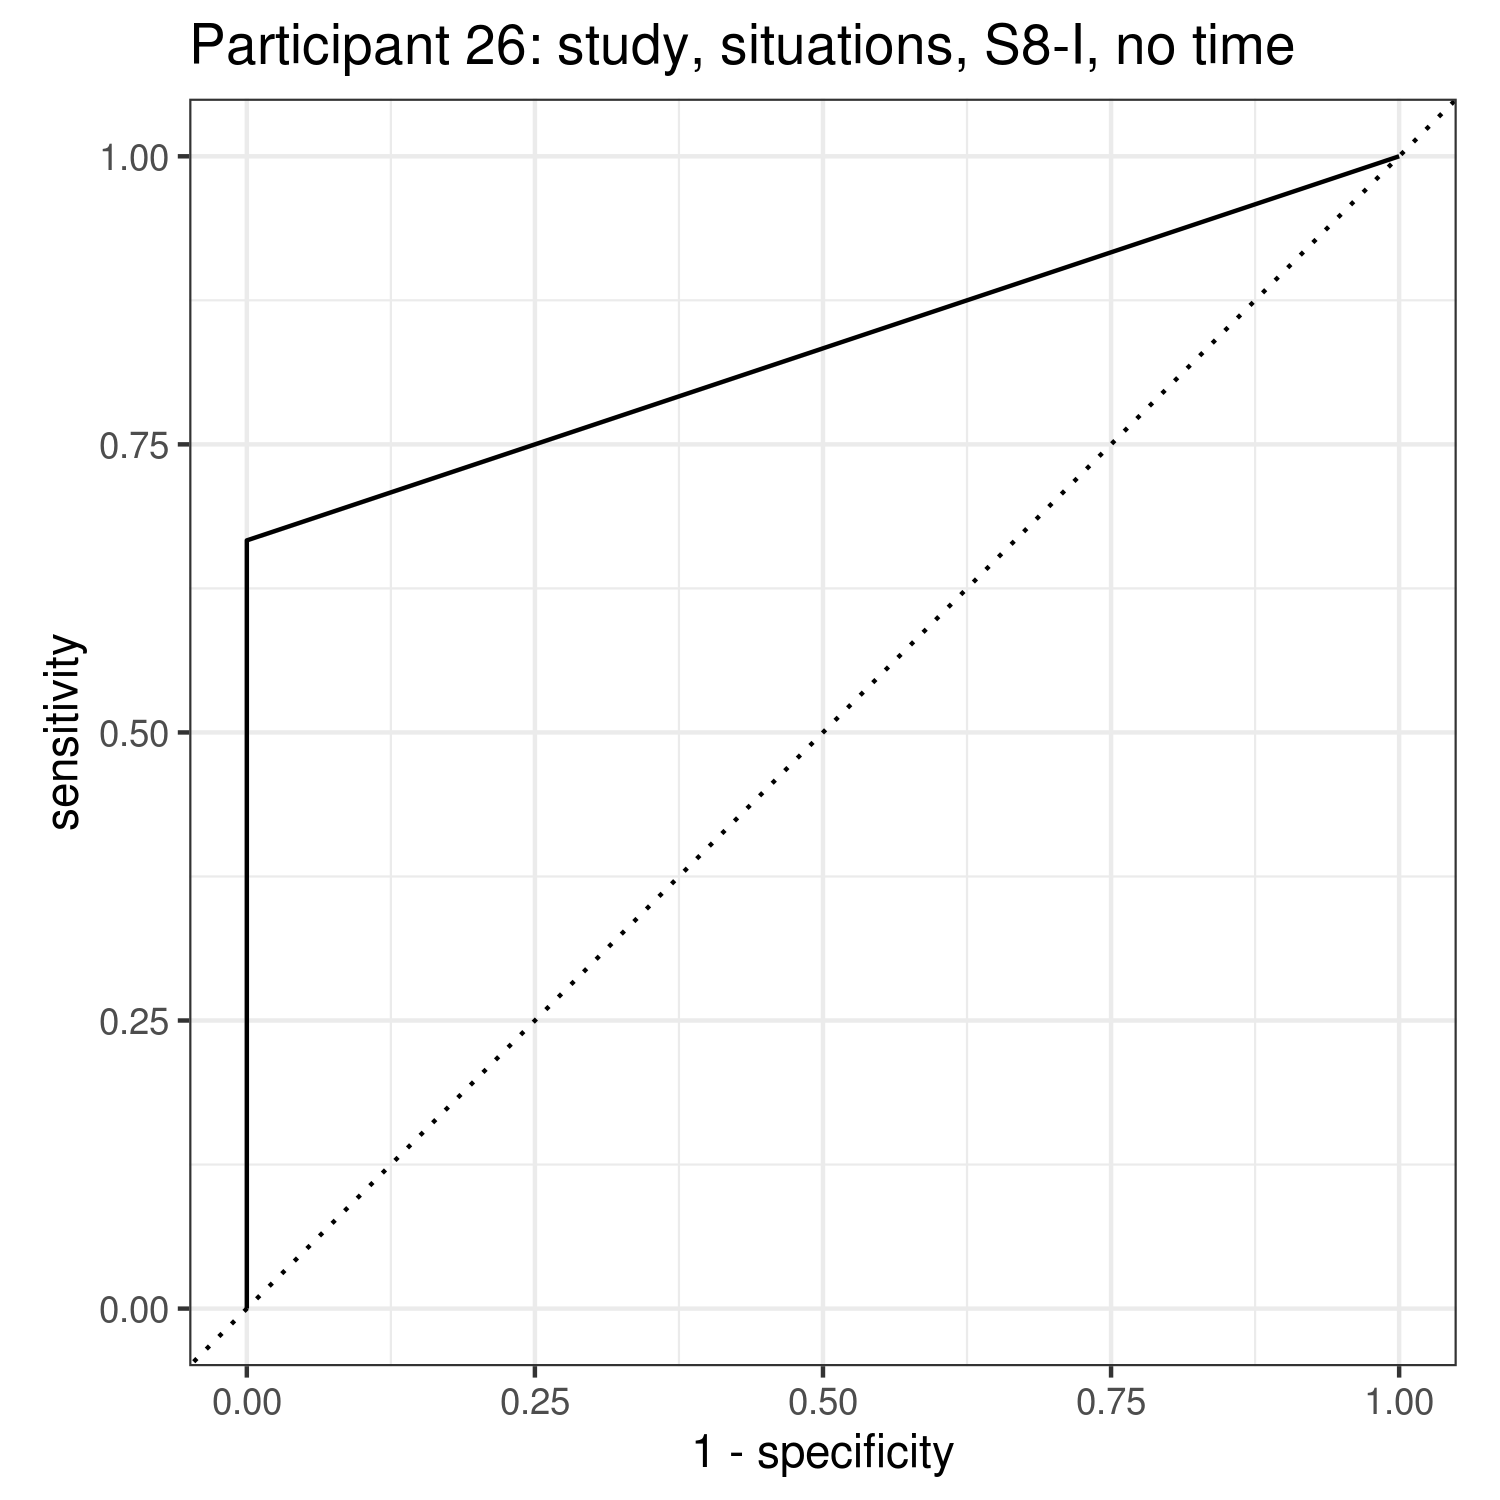 Participant 26: study, situations, S8-I, no time
1.00
0.75
0.50
0.25
0.00
sensitivity
0.00 0.25 0.50 0.75 1.00
1 - specificity